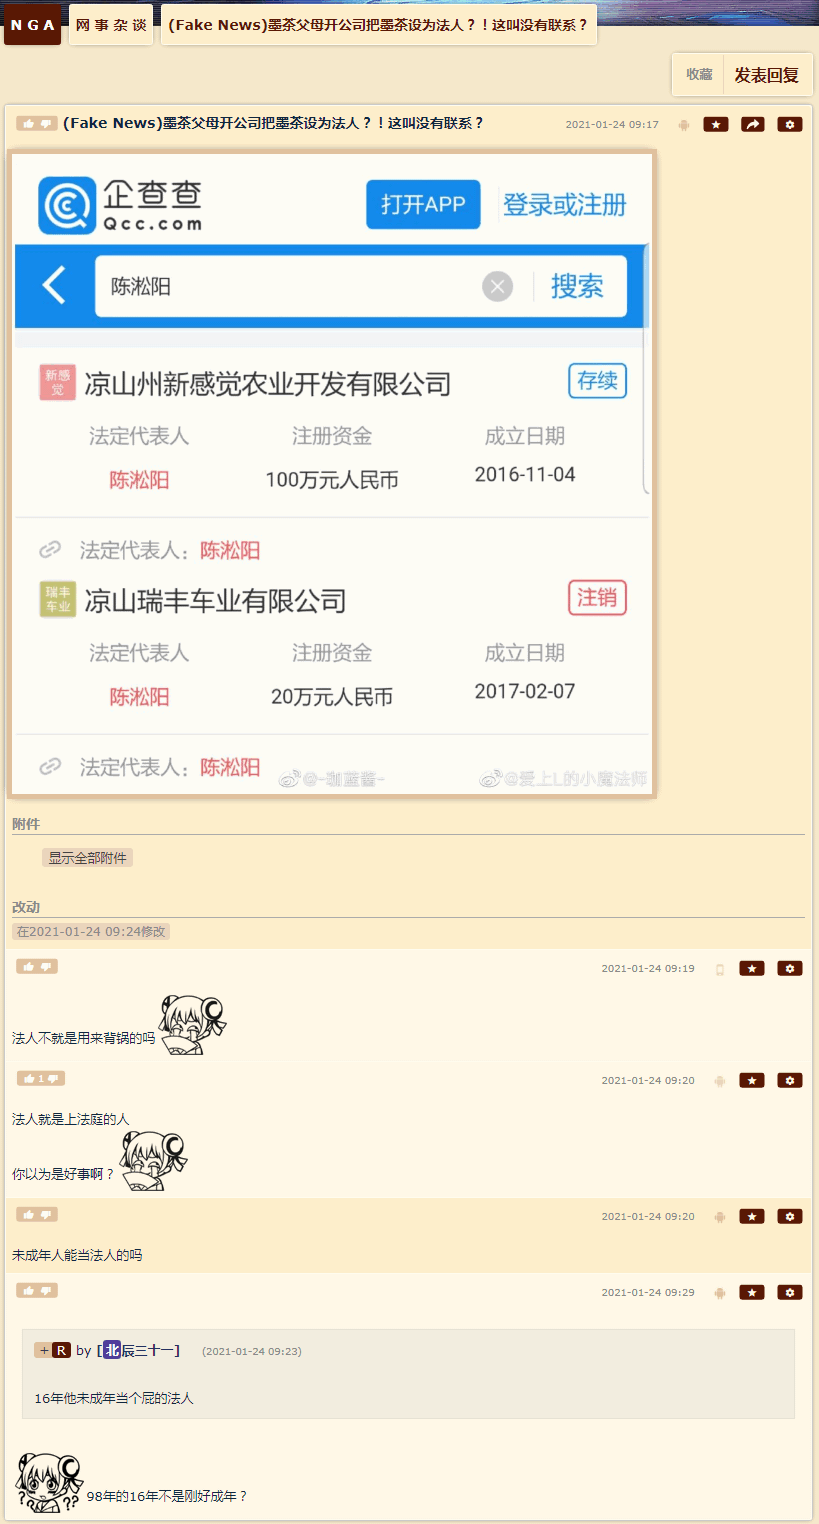 NGA 网事杂谈 (Fake News)墨茶父母开公司把墨茶设为法人？！这叫没有联系？
收藏 发表回复
(Fake News)墨茶父母开公司把墨茶设为法人？！这叫没有联系？ 2021-01-24 09:17
企查查
Qcc.com
打开APP 登录或注册
陈淞阳 搜索
新感觉 凉山州新感觉农业开发有限公司 存续
法定代表人 注册资金 成立日期
陈淞阳 100万元人民币 2016-11-04
法定代表人：陈淞阳
瑞丰车业 凉山瑞丰车业有限公司 注销
法定代表人 注册资金 成立日期
陈淞阳 20万元人民币 2017-02-07
法定代表人：陈淞阳
@-珈蓝酱- @爱上L的小魔法师
附件
显示全部附件
改动
在2021-01-24 09:24修改
2021-01-24 09:19
法人不就是用来背锅的吗
1 2021-01-24 09:20
法人就是上法庭的人
你以为是好事啊？
2021-01-24 09:20
未成年人能当法人的吗
2021-01-24 09:29
+ R by [北辰三十一] (2021-01-24 09:23)
16年他未成年当个屁的法人
98年的16年不是刚好成年？